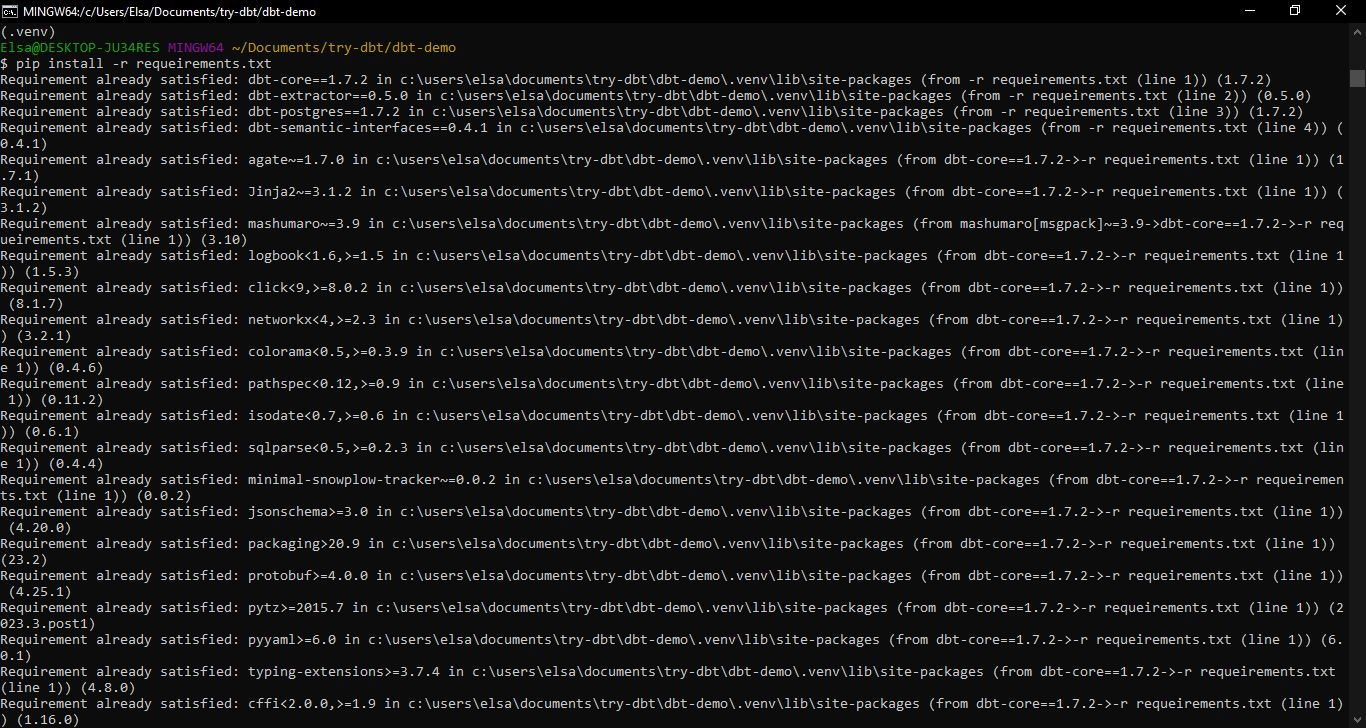 MINGW64:/c/Users/Elsa/Documents/try-dbt/dbt-demo
(.venv)
Elsa@DESKTOP-JU34RES MINGW64 ~/Documents/try-dbt/dbt-demo
$ pip install -r requeirements.txt
Requirement already satisfied: dbt-core==1.7.2 in c:\users\elsa\documents\try-dbt\dbt-demo\.venv\lib\site-packages (from -r requeirements.txt (line 1)) (1.7.2)
Requirement already satisfied: dbt-extractor==0.5.0 in c:\users\elsa\documents\try-dbt\dbt-demo\.venv\lib\site-packages (from -r requeirements.txt (line 2)) (0.5.0)
Requirement already satisfied: dbt-postgres==1.7.2 in c:\users\elsa\documents\try-dbt\dbt-demo\.venv\lib\site-packages (from -r requeirements.txt (line 3)) (1.7.2)
Requirement already satisfied: dbt-semantic-interfaces==0.4.1 in c:\users\elsa\documents\try-dbt\dbt-demo\.venv\lib\site-packages (from -r requeirements.txt (line 4)) (
0.4.1)
Requirement already satisfied: agate~=1.7.0 in c:\users\elsa\documents\try-dbt\dbt-demo\.venv\lib\site-packages (from dbt-core==1.7.2->-r requeirements.txt (line 1)) (1
.7.1)
Requirement already satisfied: Jinja2~=3.1.2 in c:\users\elsa\documents\try-dbt\dbt-demo\.venv\lib\site-packages (from dbt-core==1.7.2->-r requeirements.txt (line 1)) (
3.1.2)
Requirement already satisfied: mashumaro~=3.9 in c:\users\elsa\documents\try-dbt\dbt-demo\.venv\lib\site-packages (from mashumaro[msgpack]~=3.9->dbt-core==1.7.2->-r req
ueirements.txt (line 1)) (3.10)
Requirement already satisfied: logbook<1.6,>=1.5 in c:\users\elsa\documents\try-dbt\dbt-demo\.venv\lib\site-packages (from dbt-core==1.7.2->-r requeirements.txt (line 1
)) (1.5.3)
Requirement already satisfied: click<9,>=8.0.2 in c:\users\elsa\documents\try-dbt\dbt-demo\.venv\lib\site-packages (from dbt-core==1.7.2->-r requeirements.txt (line 1))
(8.1.7)
Requirement already satisfied: networkx<4,>=2.3 in c:\users\elsa\documents\try-dbt\dbt-demo\.venv\lib\site-packages (from dbt-core==1.7.2->-r requeirements.txt (line 1)
) (3.2.1)
Requirement already satisfied: colorama<0.5,>=0.3.9 in c:\users\elsa\documents\try-dbt\dbt-demo\.venv\lib\site-packages (from dbt-core==1.7.2->-r requeirements.txt (lin
e 1)) (0.4.6)
Requirement already satisfied: pathspec<0.12,>=0.9 in c:\users\elsa\documents\try-dbt\dbt-demo\.venv\lib\site-packages (from dbt-core==1.7.2->-r requeirements.txt (line
1)) (0.11.2)
Requirement already satisfied: isodate<0.7,>=0.6 in c:\users\elsa\documents\try-dbt\dbt-demo\.venv\lib\site-packages (from dbt-core==1.7.2->-r requeirements.txt (line 1
)) (0.6.1)
Requirement already satisfied: sqlparse<0.5,>=0.2.3 in c:\users\elsa\documents\try-dbt\dbt-demo\.venv\lib\site-packages (from dbt-core==1.7.2->-r requeirements.txt (lin
e 1)) (0.4.4)
Requirement already satisfied: minimal-snowplow-tracker~=0.0.2 in c:\users\elsa\documents\try-dbt\dbt-demo\.venv\lib\site-packages (from dbt-core==1.7.2->-r requeiremen
ts.txt (line 1)) (0.0.2)
Requirement already satisfied: jsonschema>=3.0 in c:\users\elsa\documents\try-dbt\dbt-demo\.venv\lib\site-packages (from dbt-core==1.7.2->-r requeirements.txt (line 1))
(4.20.0)
Requirement already satisfied: packaging>20.9 in c:\users\elsa\documents\try-dbt\dbt-demo\.venv\lib\site-packages (from dbt-core==1.7.2->-r requeirements.txt (line 1))
(23.2)
Requirement already satisfied: protobuf>=4.0.0 in c:\users\elsa\documents\try-dbt\dbt-demo\.venv\lib\site-packages (from dbt-core==1.7.2->-r requeirements.txt (line 1))
(4.25.1)
Requirement already satisfied: pytz>=2015.7 in c:\users\elsa\documents\try-dbt\dbt-demo\.venv\lib\site-packages (from dbt-core==1.7.2->-r requeirements.txt (line 1)) (2
023.3.post1)
Requirement already satisfied: pyyaml>=6.0 in c:\users\elsa\documents\try-dbt\dbt-demo\.venv\lib\site-packages (from dbt-core==1.7.2->-r requeirements.txt (line 1)) (6.
0.1)
Requirement already satisfied: typing-extensions>=3.7.4 in c:\users\elsa\documents\try-dbt\dbt-demo\.venv\lib\site-packages (from dbt-core==1.7.2->-r requeirements.txt
(line 1)) (4.8.0)
Requirement already satisfied: cffi<2.0.0,>=1.9 in c:\users\elsa\documents\try-dbt\dbt-demo\.venv\lib\site-packages (from dbt-core==1.7.2->-r requeirements.txt (line 1)
) (1.16.0)